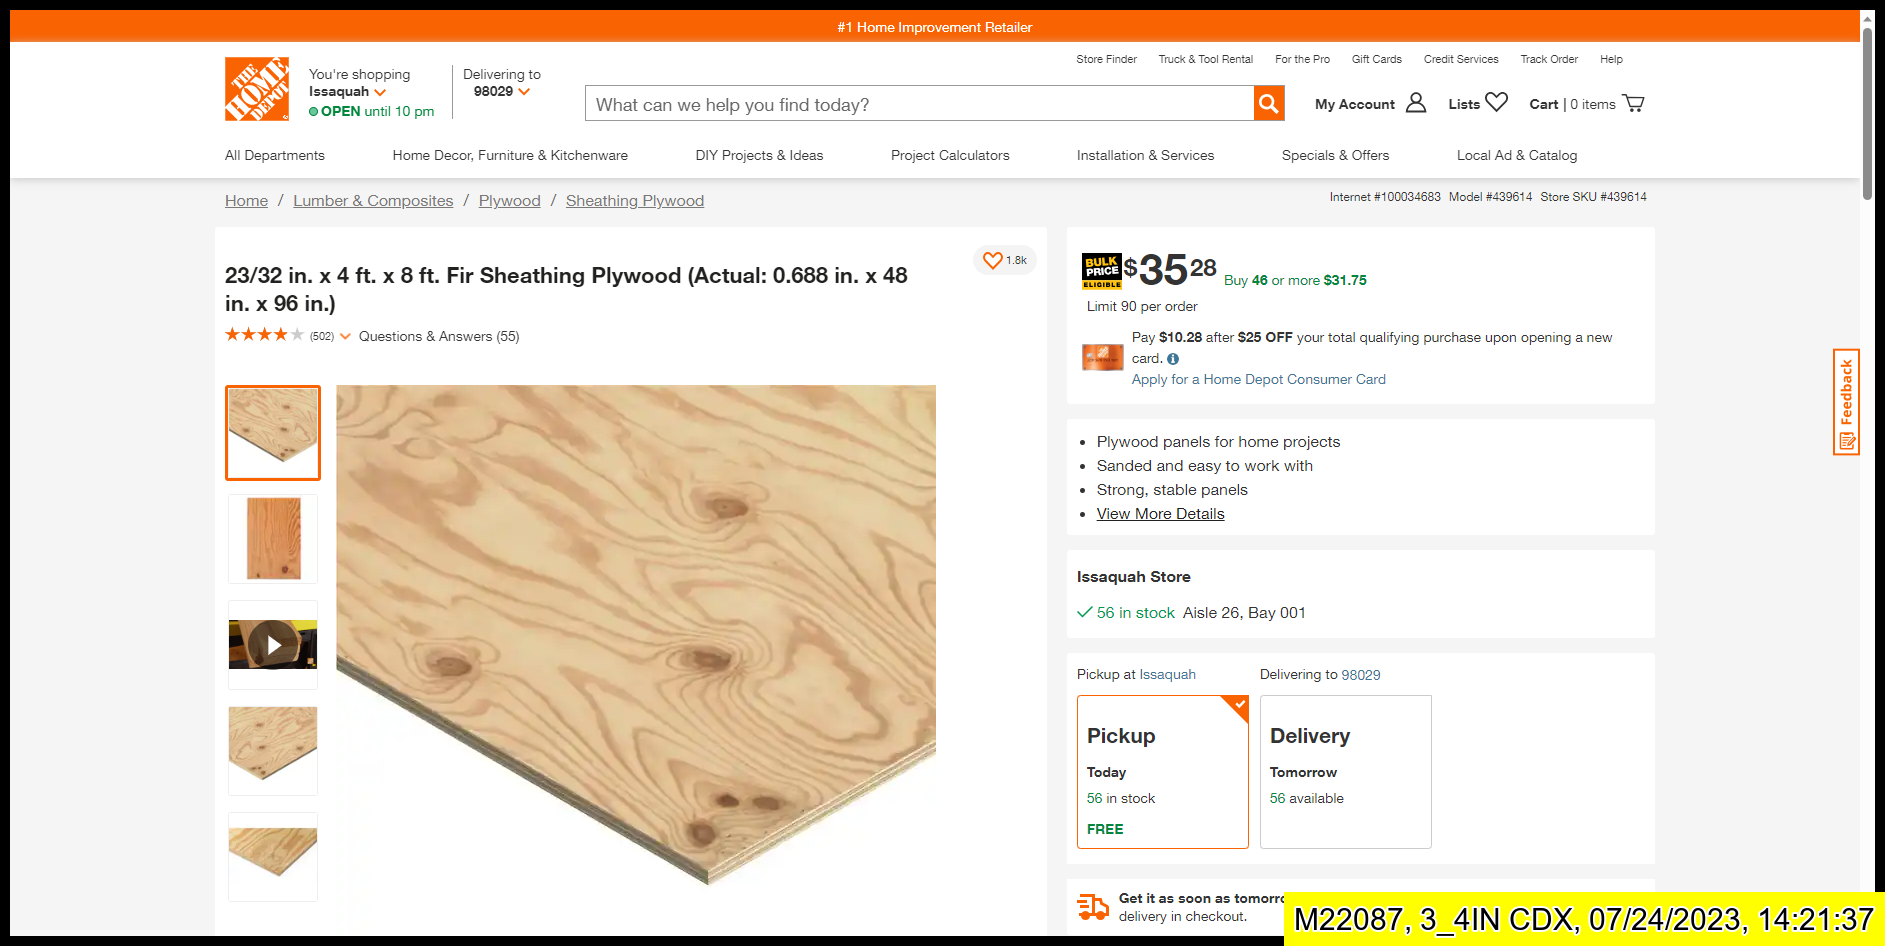 #1 Home Improvement Retailer
Store Finder
Truck & Tool Rental
For the Pro
Gift Cards
Credit Services
Track Order
Help
THE HOME DEPOT
You're shopping
Issaquah
OPEN until 10 pm
Delivering to
98029
What can we help you find today?
My Account
Lists
Cart | 0 items
All Departments
Home Decor, Furniture & Kitchenware
DIY Projects & Ideas
Project Calculators
Installation & Services
Specials & Offers
Local Ad & Catalog
Home / Lumber & Composites / Plywood / Sheathing Plywood
Internet #100034683 Model #439614 Store SKU #439614
23/32 in. x 4 ft. x 8 ft. Fir Sheathing Plywood (Actual: 0.688 in. x 48
in. x 96 in.)
1.8k
(502)
Questions & Answers (55)
BULK
PRICE
ELIGIBLE
$35 28
Buy 46 or more $31.75
Limit 90 per order
Pay $10.28 after $25 OFF your total qualifying purchase upon opening a new
card.
Apply for a Home Depot Consumer Card
Feedback
• Plywood panels for home projects
• Sanded and easy to work with
• Strong, stable panels
• View More Details
Issaquah Store
56 in stock Aisle 26, Bay 001
Pickup at Issaquah
Delivering to 98029
Pickup
Today
56 in stock
FREE
Delivery
Tomorrow
56 available
Get it as soon as tomorr
delivery in checkout.
M22087, 3_4IN CDX, 07/24/2023, 14:21:37